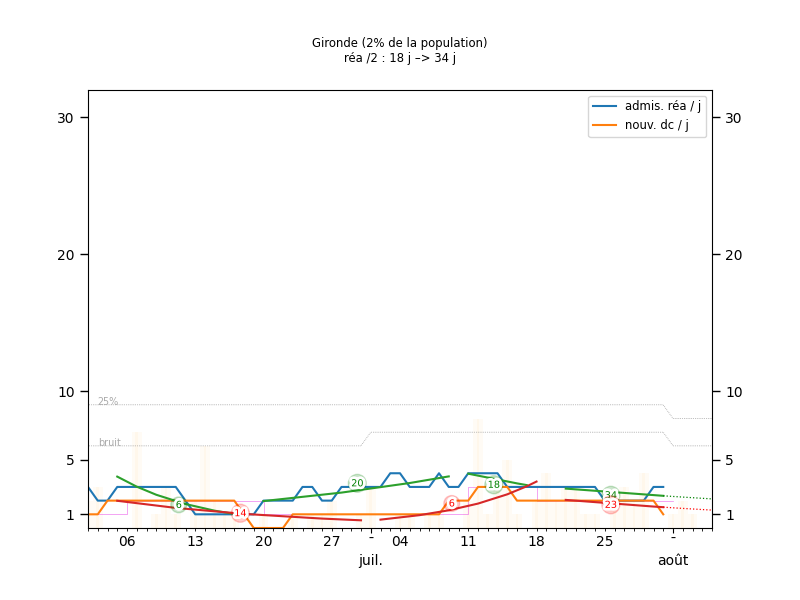 Gironde (2% de la population)
réa /2 : 18 j –> 34 j
admis. réa / j
nouv. dc / j
30 30
20 20
10 10
25%
bruit
5 5
20 18 34
6 6 23
14
1 1
06 13 20 27 - 04 11 18 25 -
juil. août